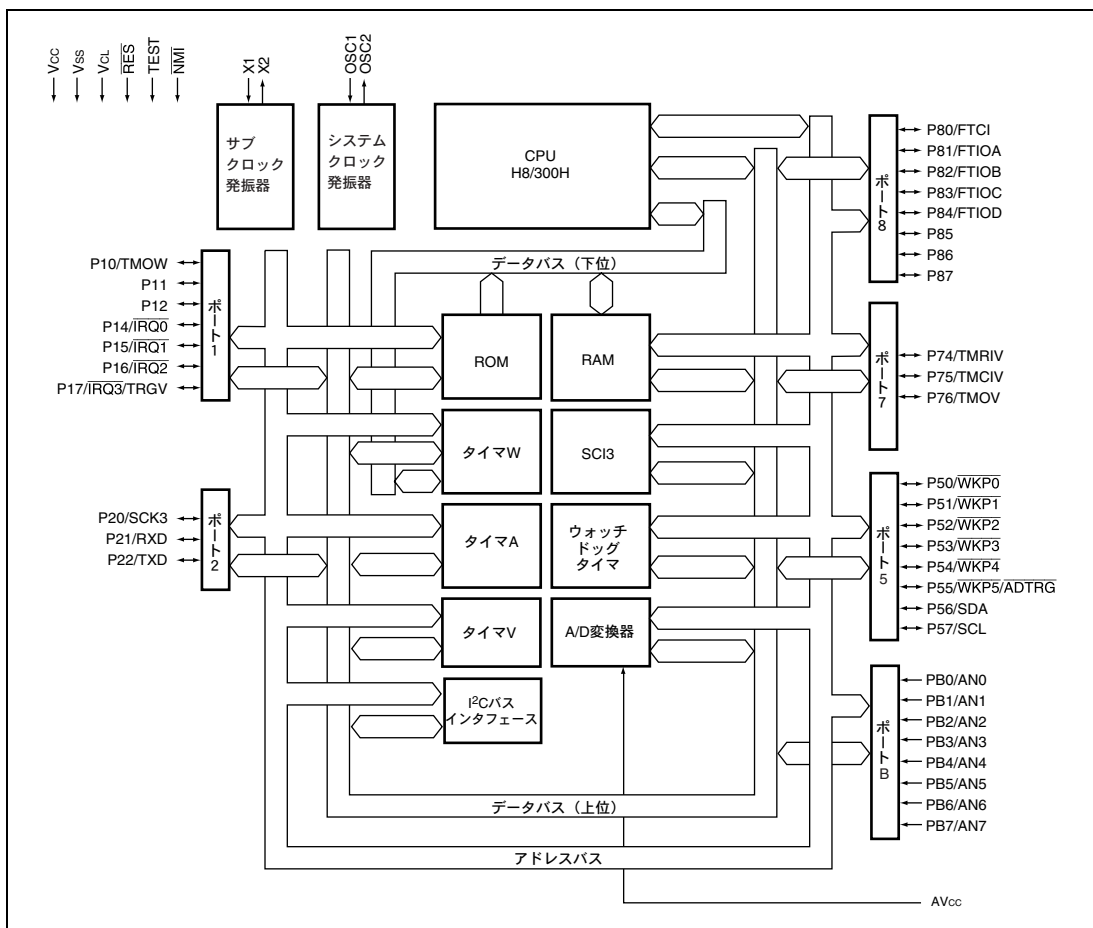 Vcc
Vss
VCL
RES
TEST
NMI
X1
X2
OSC1
OSC2
サブ
クロック
発振器
システム
クロック
発振器
CPU
H8/300H
データバス（下位）
P10/TMOW
P11
P12
P14/IRQ0
P15/IRQ1
P16/IRQ2
P17/IRQ3/TRGV
ポート1
P20/SCK3
P21/RXD
P22/TXD
ポート2
ROM
RAM
タイマW
SCI3
タイマA
ウォッチ
ドッグ
タイマ
タイマV
A/D変換器
I²Cバス
インタフェース
データバス（上位）
アドレスバス
ポート8
P80/FTCI
P81/FTIOA
P82/FTIOB
P83/FTIOC
P84/FTIOD
P85
P86
P87
ポート7
P74/TMRIV
P75/TMCIV
P76/TMOV
ポート5
P50/WKP0
P51/WKP1
P52/WKP2
P53/WKP3
P54/WKP4
P55/WKP5/ADTRG
P56/SDA
P57/SCL
ポートB
PB0/AN0
PB1/AN1
PB2/AN2
PB3/AN3
PB4/AN4
PB5/AN5
PB6/AN6
PB7/AN7
AVcc